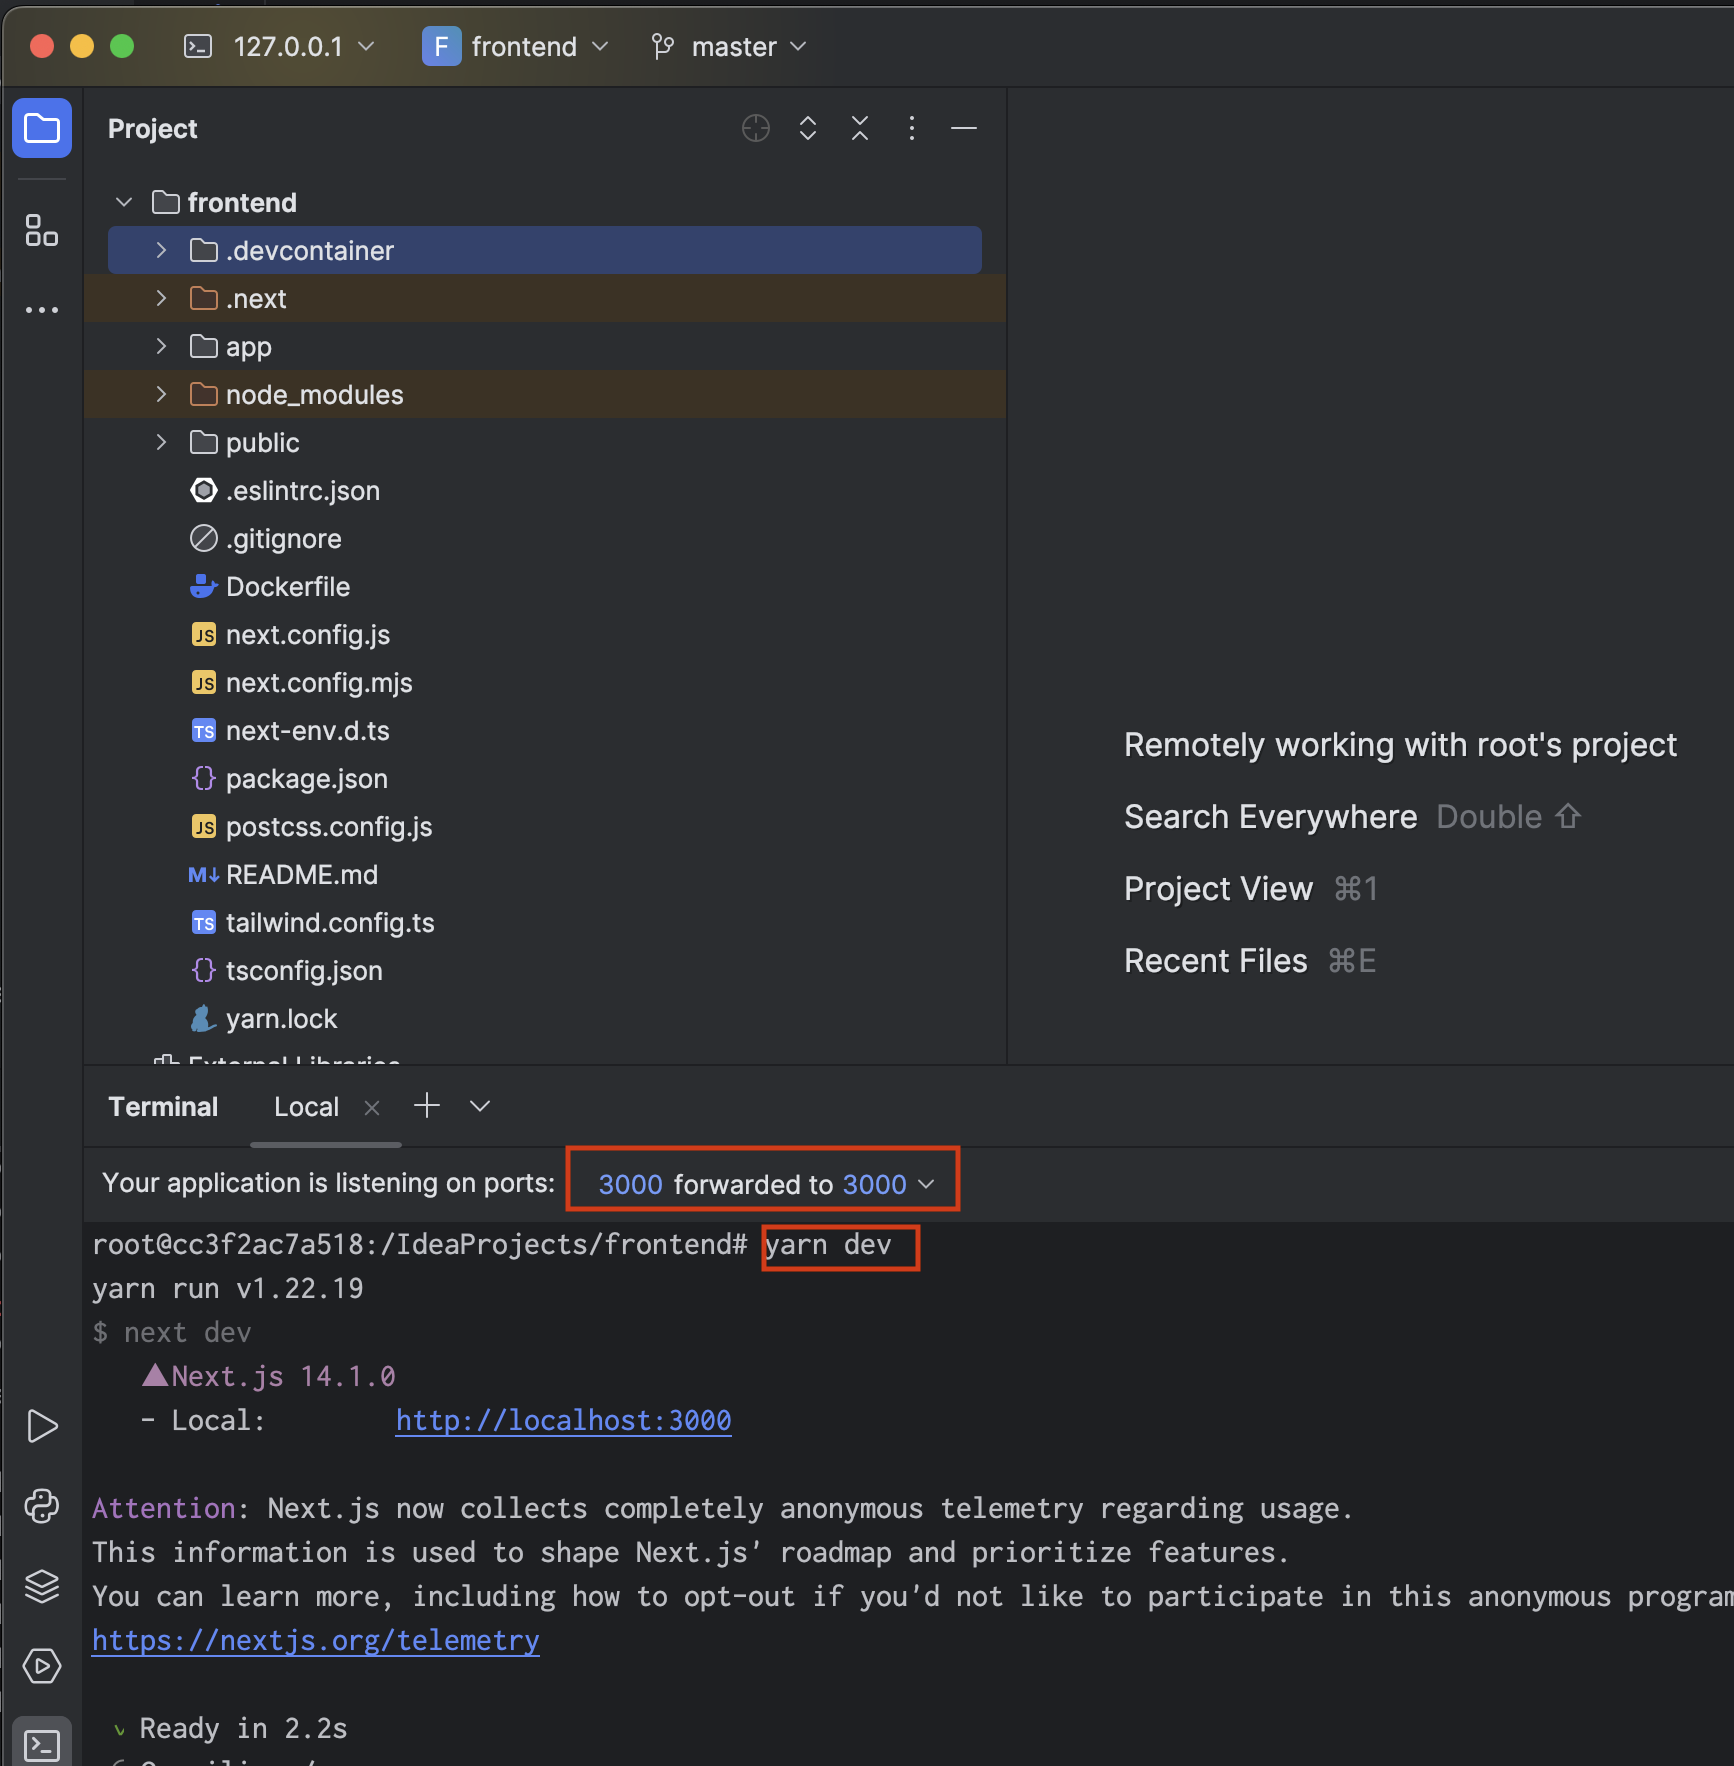 127.0.0.1 F frontend master
Project
frontend
.devcontainer
.next
app
node_modules
public
.eslintrc.json
.gitignore
Dockerfile
JS next.config.js
JS next.config.mjs
TS next-env.d.ts
{} package.json
JS postcss.config.js
M↓ README.md
TS tailwind.config.ts
{} tsconfig.json
yarn.lock
External Libraries
Remotely working with root's project
Search Everywhere Double ⇧
Project View ⌘1
Recent Files ⌘E
Terminal Local
Your application is listening on ports: 3000 forwarded to 3000
root@cc3f2ac7a518:/IdeaProjects/frontend# yarn dev
yarn run v1.22.19
$ next dev
▲Next.js 14.1.0
- Local: http://localhost:3000
Attention: Next.js now collects completely anonymous telemetry regarding usage.
This information is used to shape Next.js' roadmap and prioritize features.
You can learn more, including how to opt-out if you'd not like to participate in this anonymous program
https://nextjs.org/telemetry
✓ Ready in 2.2s